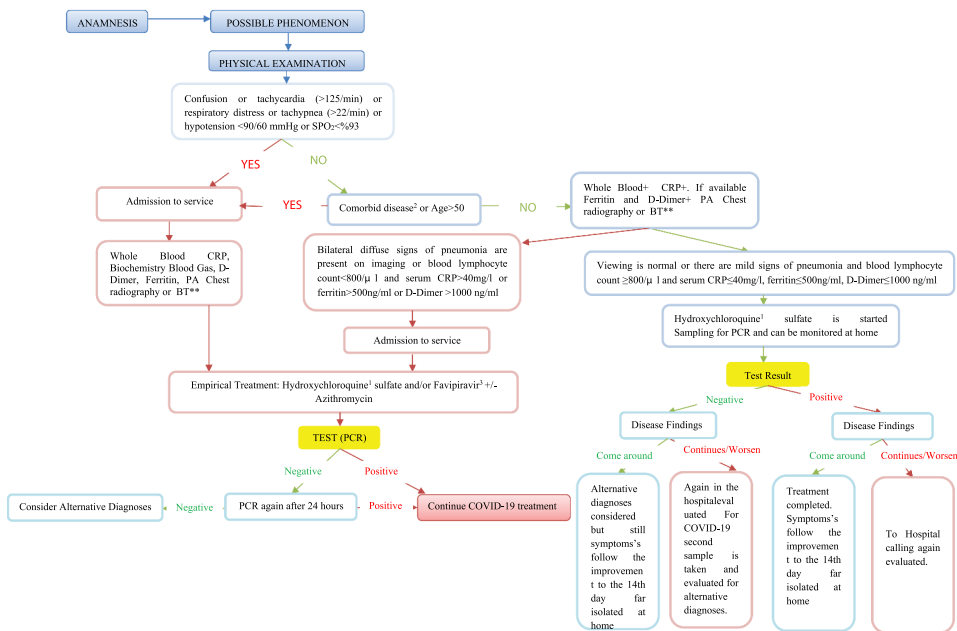 ANAMNESIS
POSSIBLE PHENOMENON
PHYSICAL EXAMINATION
Confusion or tachycardia (>125/min) or
respiratory distress or tachypnea (>22/min) or
hypotension <90/60 mmHg or SPO₂<%93
YES
NO
Admission to service
YES
Comorbid disease² or Age>50
NO
Whole Blood+ CRP+. If available
Ferritin and D-Dimer+ PA Chest
radiography or BT**
Whole Blood CRP,
Biochemistry Blood Gas, D-
Dimer, Ferritin, PA Chest
radiography or BT**
Bilateral diffuse signs of pneumonia are
present on imaging or blood lymphocyte
count<800/µ l and serum CRP>40mg/l or
ferritin>500ng/ml or D-Dimer >1000 ng/ml
Viewing is normal or there are mild signs of pneumonia and blood lymphocyte
count ≥800/µ l and serum CRP≤40mg/l, ferritin≤500ng/ml, D-Dimer≤1000 ng/ml
Admission to service
Hydroxychloroquine¹ sulfate is started
Sampling for PCR and can be monitored at home
Empirical Treatment: Hydroxychloroquine¹ sulfate and/or Favipiravir³ +/-
Azithromycin
Test Result
TEST (PCR)
Negative
Positive
Negative
Positive
Disease Findings
Disease Findings
Consider Alternative Diagnoses
Negative
PCR again after 24 hours
Positive
Continue COVID-19 treatment
Come around
Continues/Worsen
Come around
Continues/Worsen
Alternative
diagnoses
considered
but still
symptoms's
follow the
improvemen
t to the 14th
day far
isolated at
home
Again in the
hospitaleval
uated For
COVID-19
second
sample is
taken and
evaluated for
alternative
diagnoses.
Treatment
completed.
Symptoms's
follow the
improvemen
t to the 14th
day far
isolated at
home
To Hospital
calling again
evaluated.